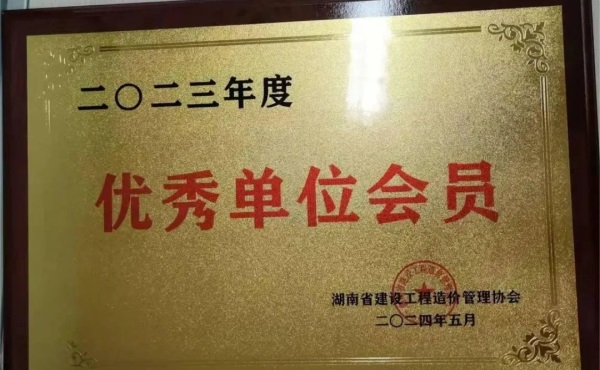 二〇二三年度
优秀单位会员
湖南省建设工程造价管理协会
二〇二四年五月